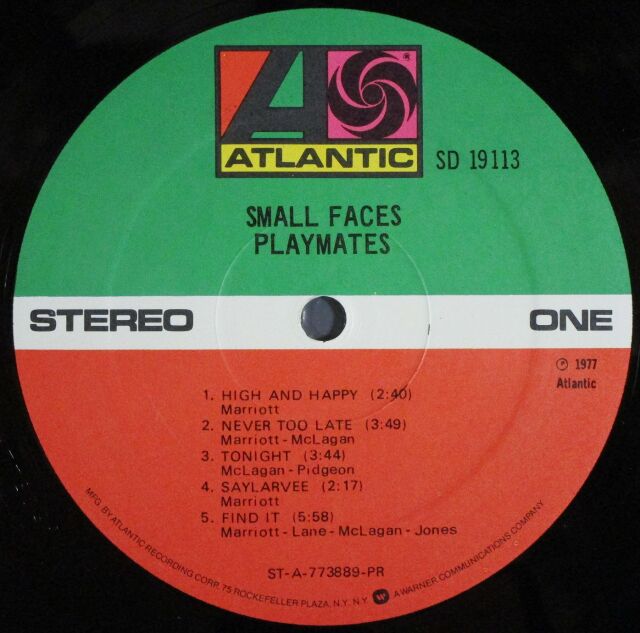 ATLANTIC
SD 19113
SMALL FACES
PLAYMATES
STEREO
ONE
℗ 1977
Atlantic
1. HIGH AND HAPPY (2:40)
Marriott
2. NEVER TOO LATE (3:49)
Marriott-McLagan
3. TONIGHT (3:44)
McLagan-Pidgeon
4. SAYLARVEE (2:17)
Marriott
5. FIND IT (5:58)
Marriott-Lane-McLagan-Jones
ST-A-773889-PR
MFG. BY ATLANTIC RECORDING CORP. 75 ROCKEFELLER PLAZA, N.Y. N.Y. A WARNER COMMUNICATIONS COMPANY